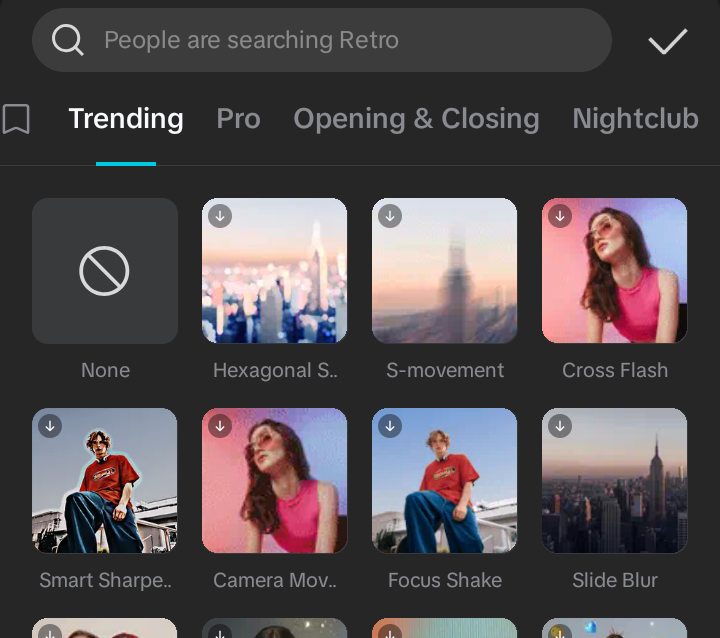 People are searching Retro
Trending Pro Opening & Closing Nightclub
None Hexagonal S.. S-movement Cross Flash
Smart Sharpe.. Camera Mov.. Focus Shake Slide Blur